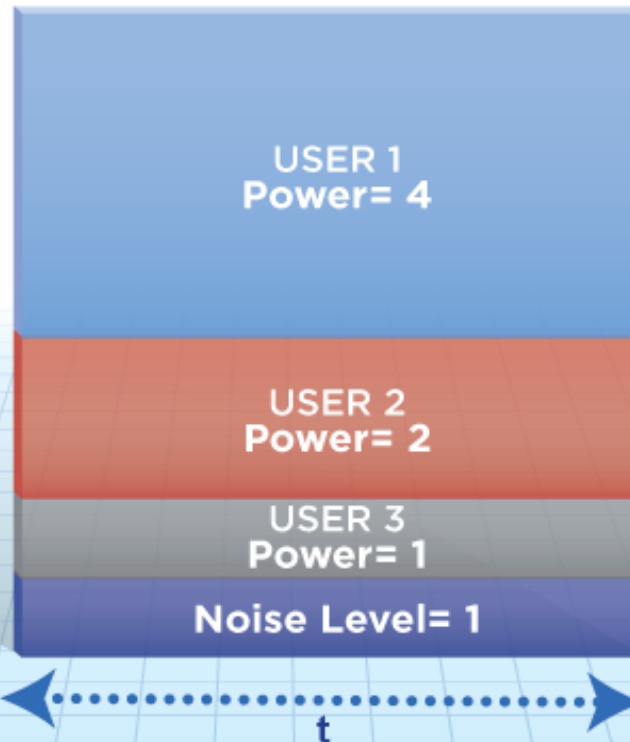 USER 1
Power= 4
USER 2
Power= 2
USER 3
Power= 1
Noise Level= 1
t